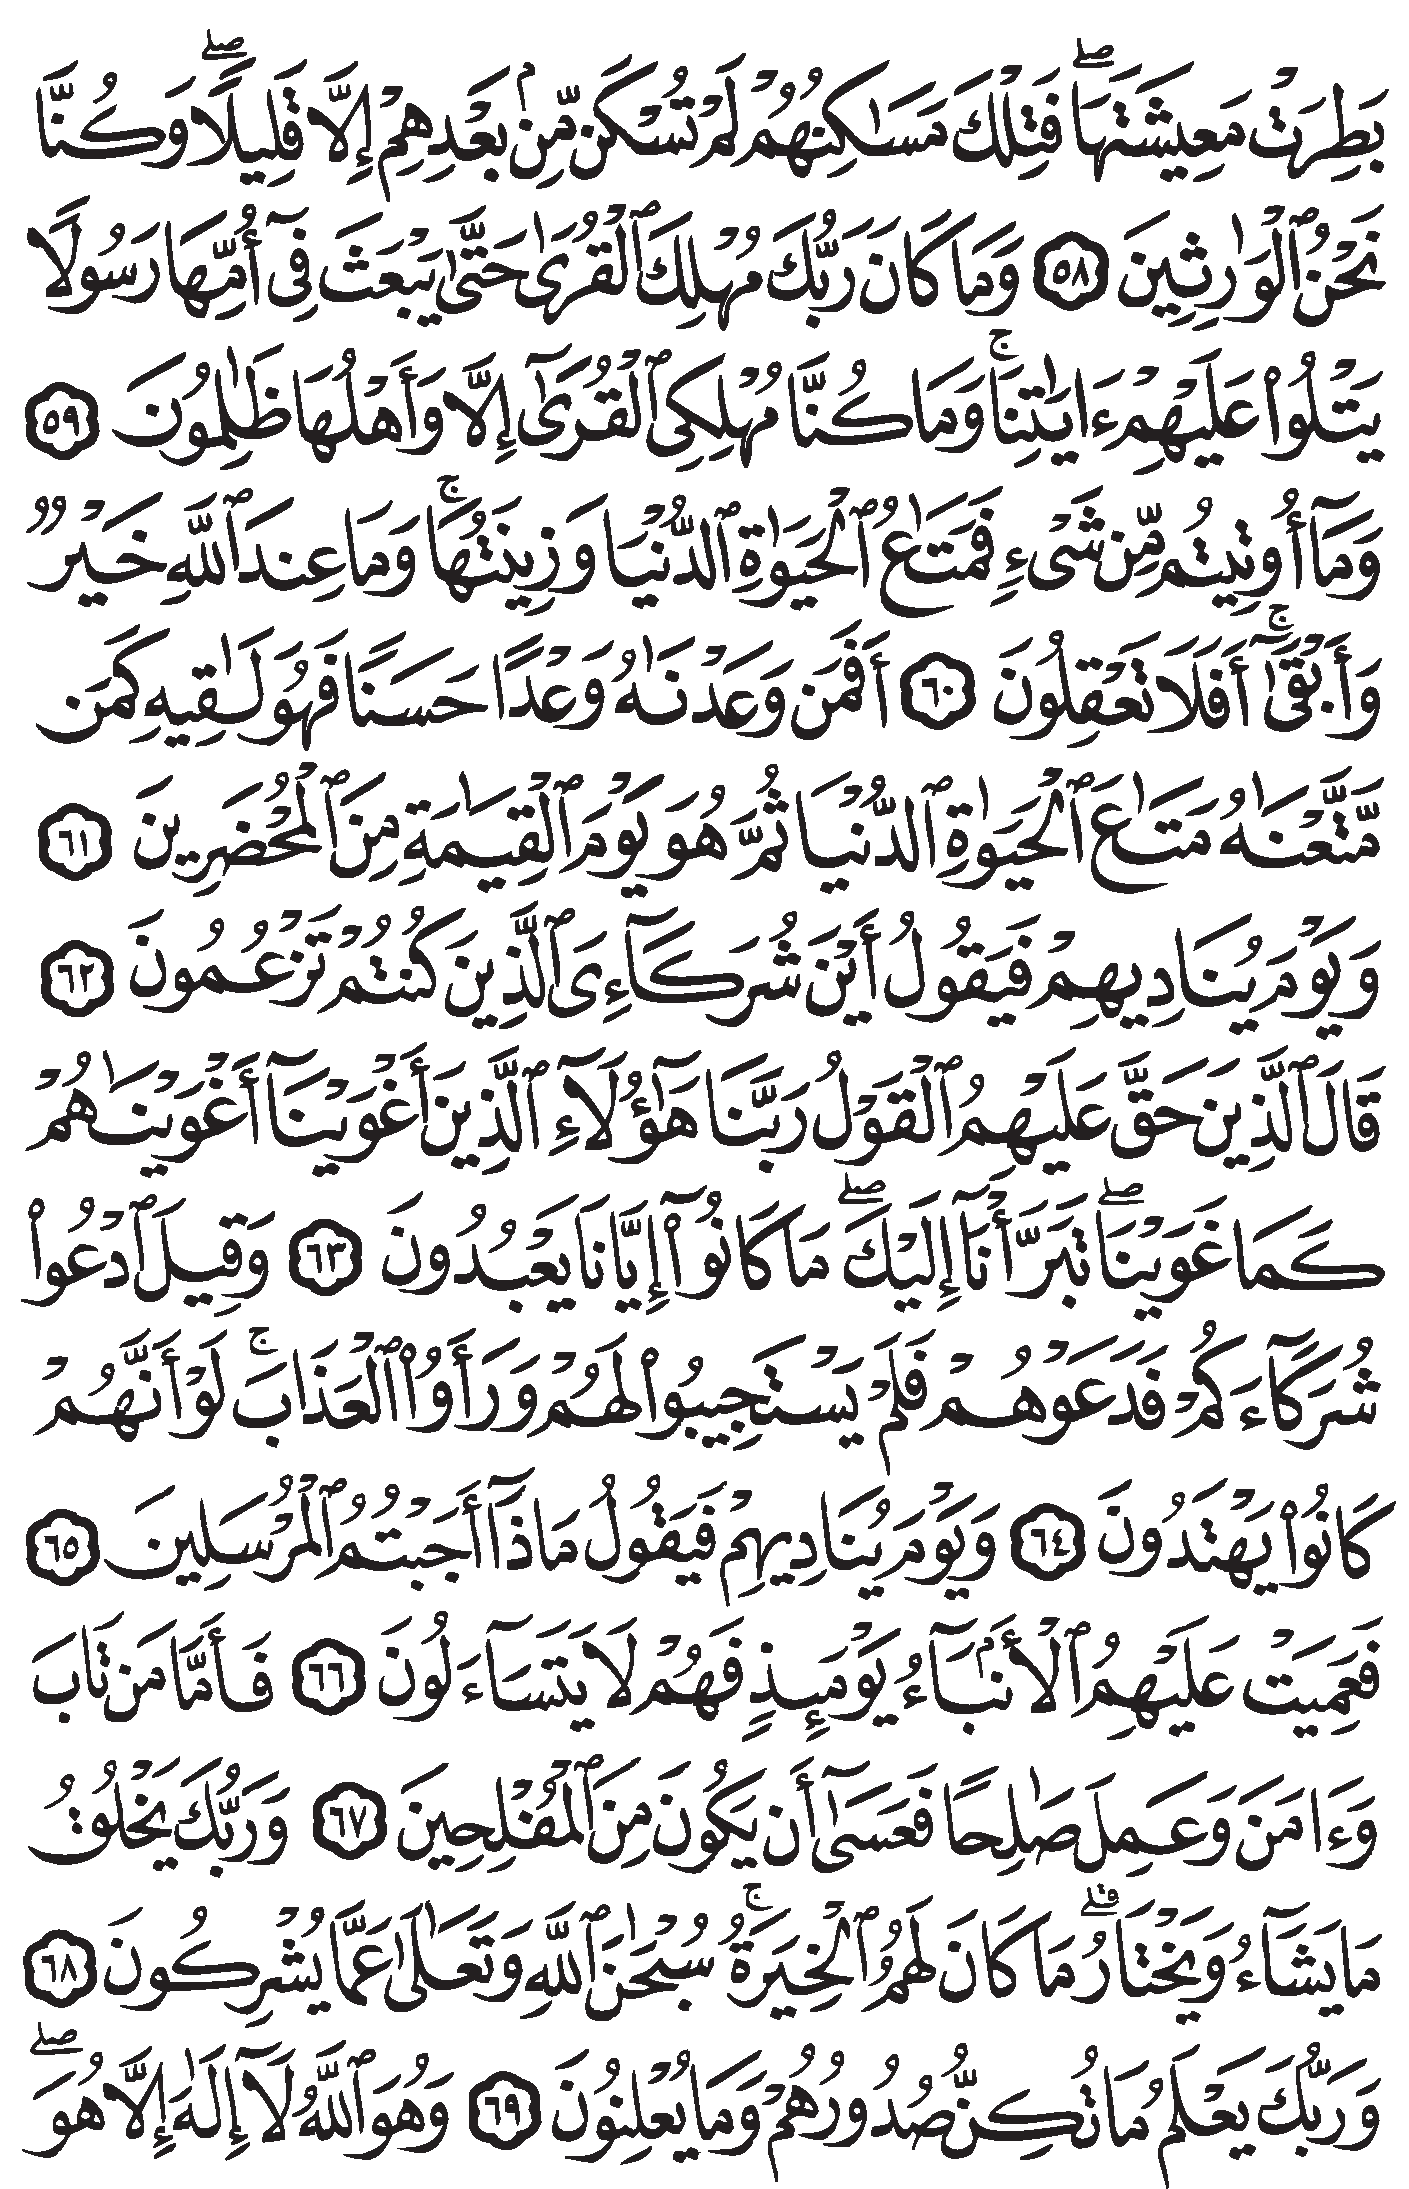 بَطِرَتْ مَعِيشَتَهَا ۖ فَتِلْكَ مَسَـٰكِنُهُمْ لَمْ تُسْكَن مِّنۢ بَعْدِهِمْ إِلَّا قَلِيلًا ۖ وَكُنَّا
نَحْنُ ٱلْوَٰرِثِينَ ٥٨ وَمَا كَانَ رَبُّكَ مُهْلِكَ ٱلْقُرَىٰ حَتَّىٰ يَبْعَثَ فِىٓ أُمِّهَا رَسُولًا
يَتْلُوا۟ عَلَيْهِمْ ءَايَـٰتِنَا ۚ وَمَا كُنَّا مُهْلِكِى ٱلْقُرَىٰٓ إِلَّا وَأَهْلُهَا ظَـٰلِمُونَ ٥٩
وَمَآ أُوتِيتُم مِّن شَىْءٍ فَمَتَـٰعُ ٱلْحَيَوٰةِ ٱلدُّنْيَا وَزِينَتُهَا ۚ وَمَا عِندَ ٱللَّهِ خَيْرٌ
وَأَبْقَىٰٓ ۚ أَفَلَا تَعْقِلُونَ ٦٠ أَفَمَن وَعَدْنَـٰهُ وَعْدًا حَسَنًا فَهُوَ لَـٰقِيهِ كَمَن
مَّتَّعْنَـٰهُ مَتَـٰعَ ٱلْحَيَوٰةِ ٱلدُّنْيَا ثُمَّ هُوَ يَوْمَ ٱلْقِيَـٰمَةِ مِنَ ٱلْمُحْضَرِينَ ٦١
وَيَوْمَ يُنَادِيهِمْ فَيَقُولُ أَيْنَ شُرَكَآءِىَ ٱلَّذِينَ كُنتُمْ تَزْعُمُونَ ٦٢
قَالَ ٱلَّذِينَ حَقَّ عَلَيْهِمُ ٱلْقَوْلُ رَبَّنَا هَـٰٓؤُلَآءِ ٱلَّذِينَ أَغْوَيْنَآ أَغْوَيْنَـٰهُمْ
كَمَا غَوَيْنَا ۖ تَبَرَّأْنَآ إِلَيْكَ ۖ مَا كَانُوٓا۟ إِيَّانَا يَعْبُدُونَ ٦٣ وَقِيلَ ٱدْعُوا۟
شُرَكَآءَكُمْ فَدَعَوْهُمْ فَلَمْ يَسْتَجِيبُوا۟ لَهُمْ وَرَأَوُا۟ ٱلْعَذَابَ ۚ لَوْ أَنَّهُمْ
كَانُوا۟ يَهْتَدُونَ ٦٤ وَيَوْمَ يُنَادِيهِمْ فَيَقُولُ مَاذَآ أَجَبْتُمُ ٱلْمُرْسَلِينَ ٦٥
فَعَمِيَتْ عَلَيْهِمُ ٱلْأَنۢبَآءُ يَوْمَئِذٍ فَهُمْ لَا يَتَسَآءَلُونَ ٦٦ فَأَمَّا مَن تَابَ
وَءَامَنَ وَعَمِلَ صَـٰلِحًا فَعَسَىٰٓ أَن يَكُونَ مِنَ ٱلْمُفْلِحِينَ ٦٧ وَرَبُّكَ يَخْلُقُ
مَا يَشَآءُ وَيَخْتَارُ ۗ مَا كَانَ لَهُمُ ٱلْخِيَرَةُ ۚ سُبْحَـٰنَ ٱللَّهِ وَتَعَـٰلَىٰ عَمَّا يُشْرِكُونَ ٦٨
وَرَبُّكَ يَعْلَمُ مَا تُكِنُّ صُدُورُهُمْ وَمَا يُعْلِنُونَ ٦٩ وَهُوَ ٱللَّهُ لَآ إِلَـٰهَ إِلَّا هُوَ ۖ